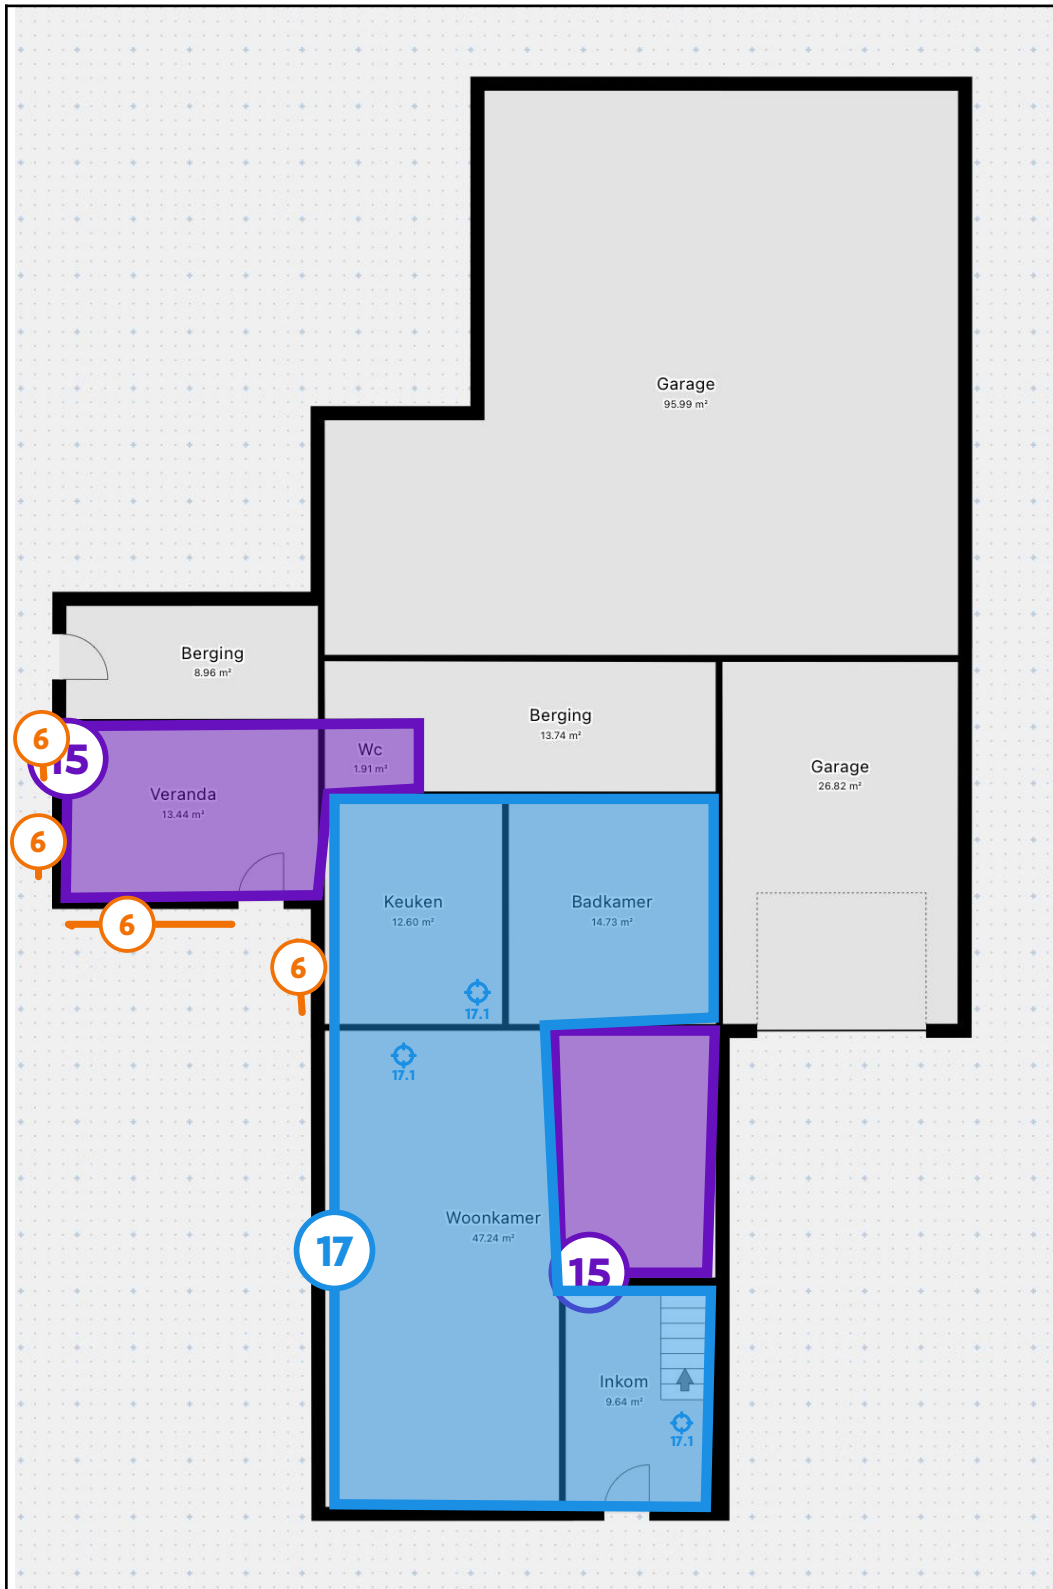 Garage
95.99 m²
Berging
8.96 m²
Berging
13.74 m²
6
15
Wc
1.91 m²
Garage
26.82 m²
Veranda
13.44 m²
6
Keuken
12.60 m²
Badkamer
14.73 m²
6
6
17.1
17.1
Woonkamer
47.24 m²
17
15
Inkom
9.64 m²
17.1